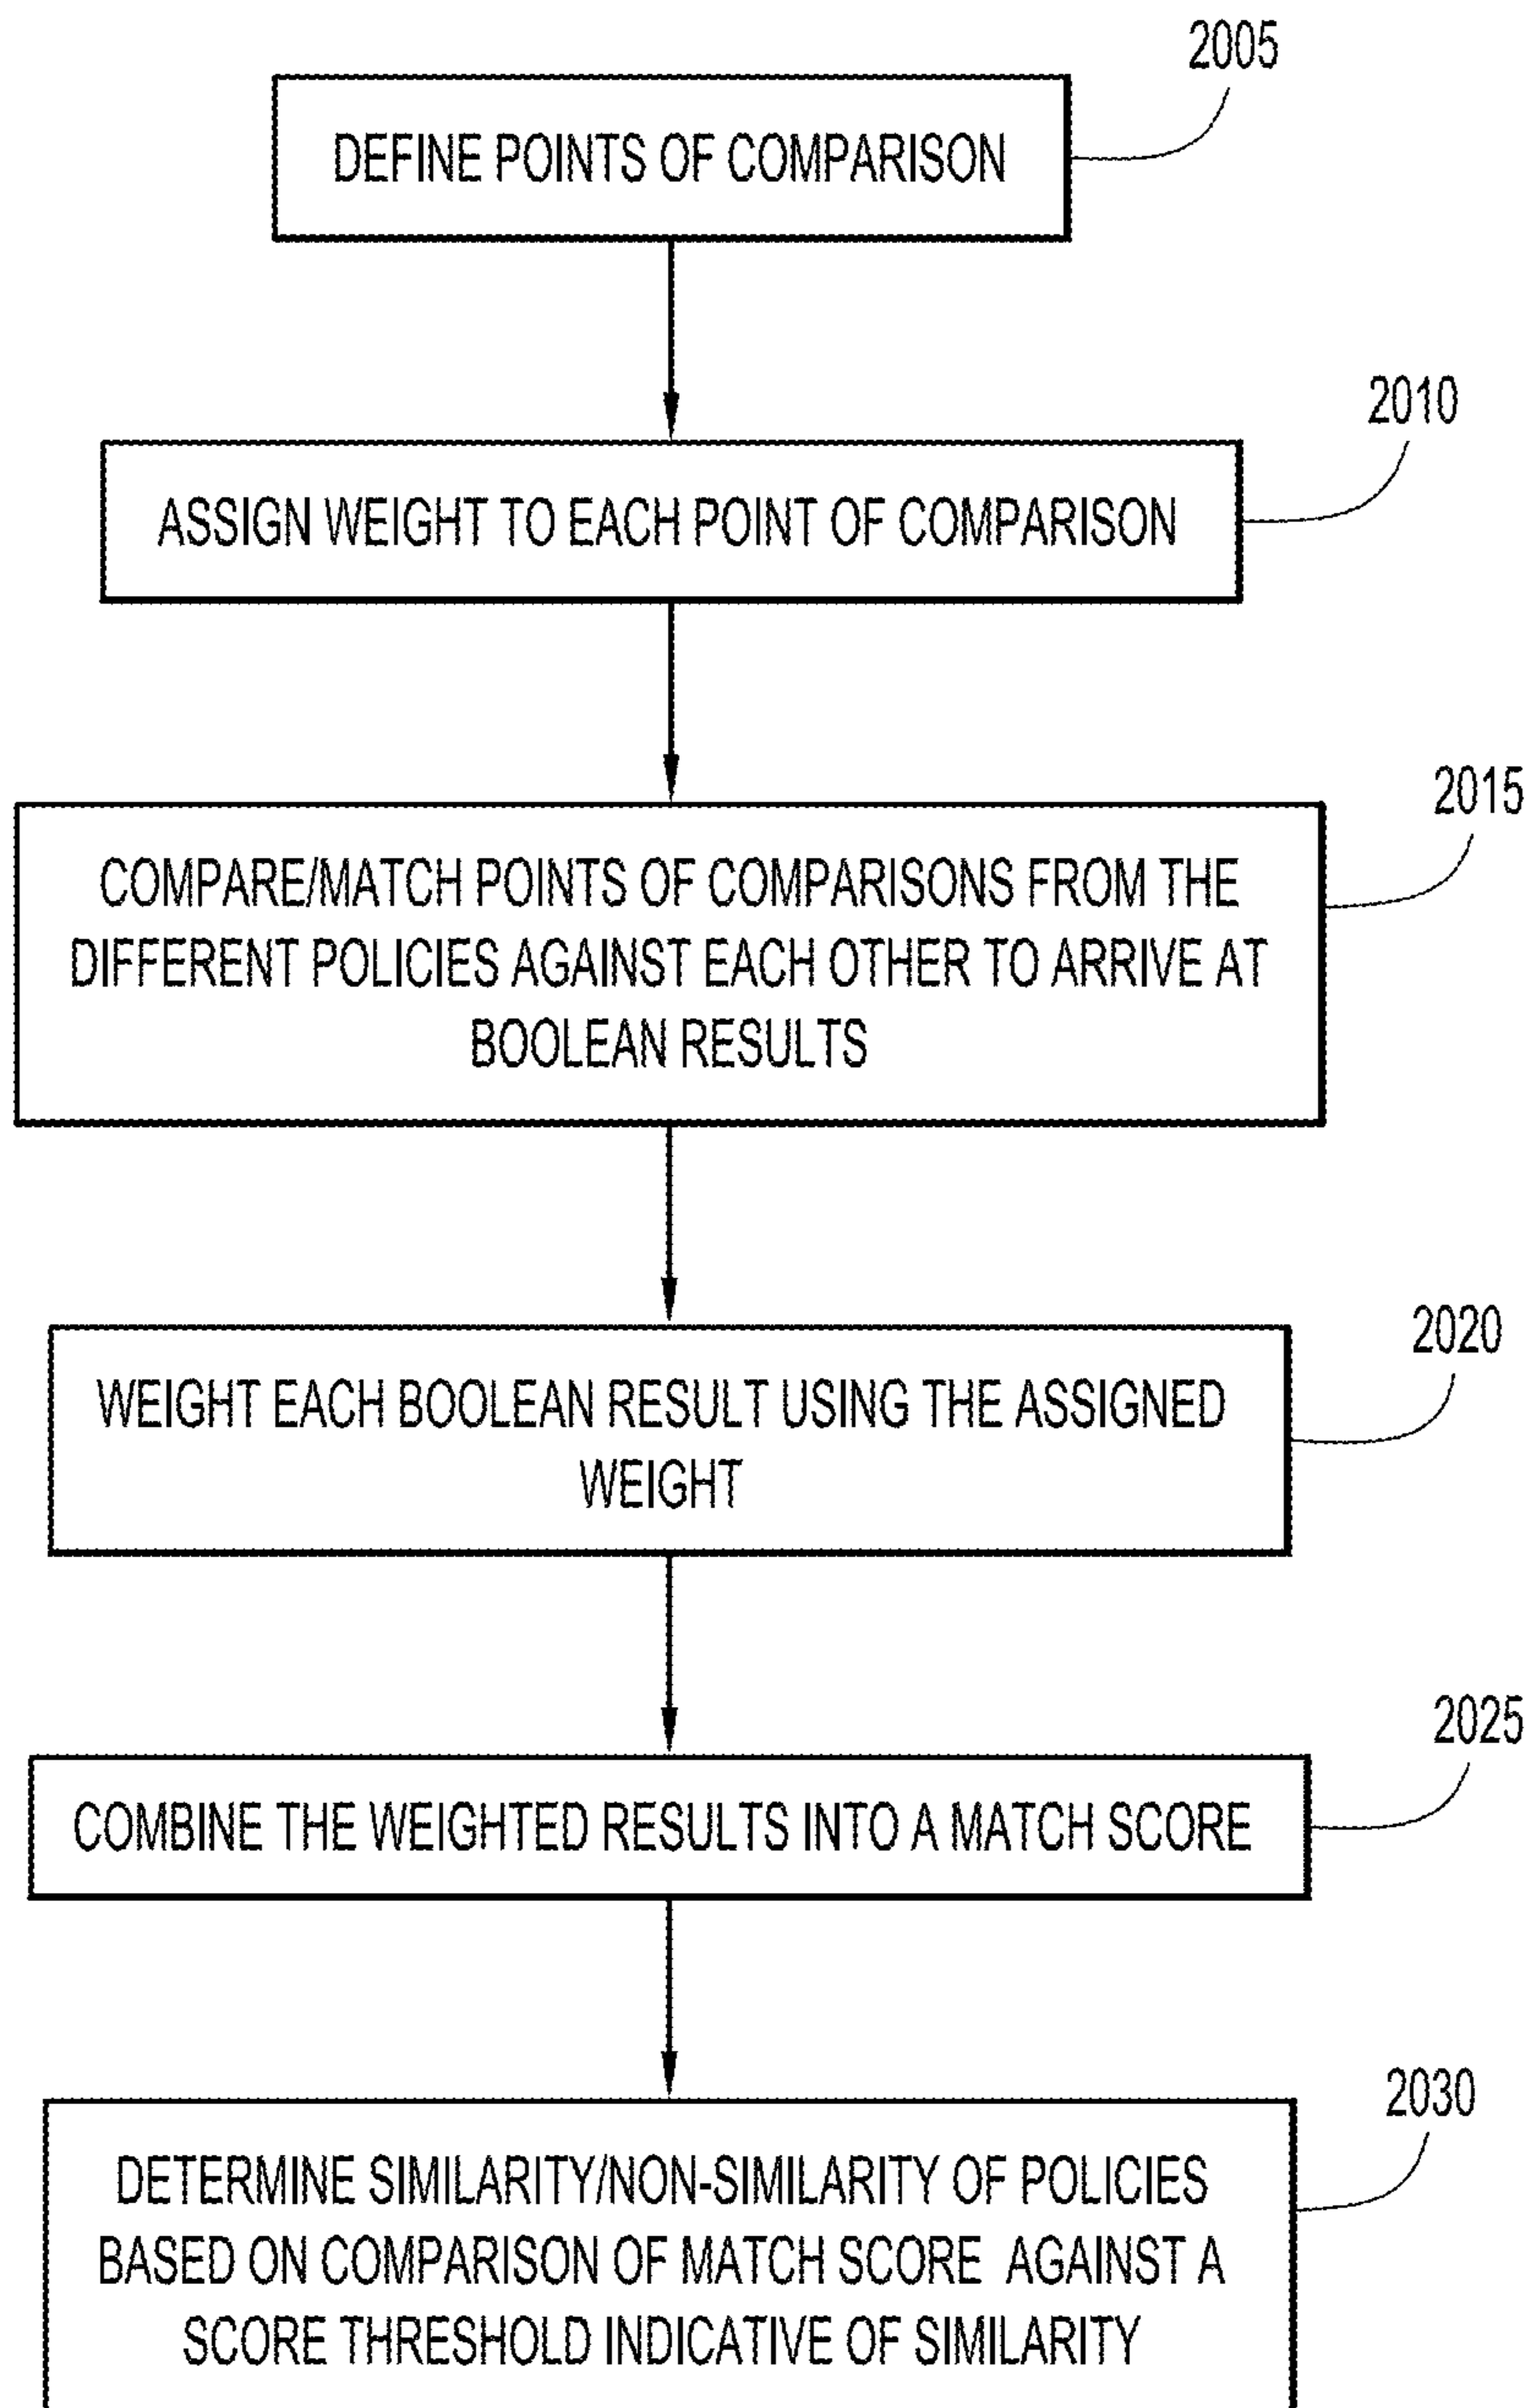 2005
DEFINE POINTS OF COMPARISON
2010
ASSIGN WEIGHT TO EACH POINT OF COMPARISON
2015
COMPARE/MATCH POINTS OF COMPARISONS FROM THE
DIFFERENT POLICIES AGAINST EACH OTHER TO ARRIVE AT
BOOLEAN RESULTS
2020
WEIGHT EACH BOOLEAN RESULT USING THE ASSIGNED
WEIGHT
2025
COMBINE THE WEIGHTED RESULTS INTO A MATCH SCORE
2030
DETERMINE SIMILARITY/NON-SIMILARITY OF POLICIES
BASED ON COMPARISON OF MATCH SCORE AGAINST A
SCORE THRESHOLD INDICATIVE OF SIMILARITY